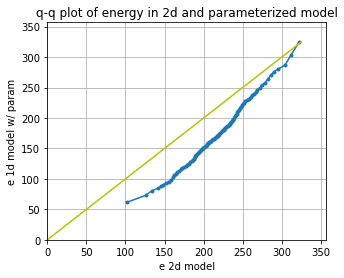 q-q plot of energy in 2d and parameterized model
350
300
250
200
150
100
50
0
e 1d model w/ param
0 50 100 150 200 250 300 350
e 2d model